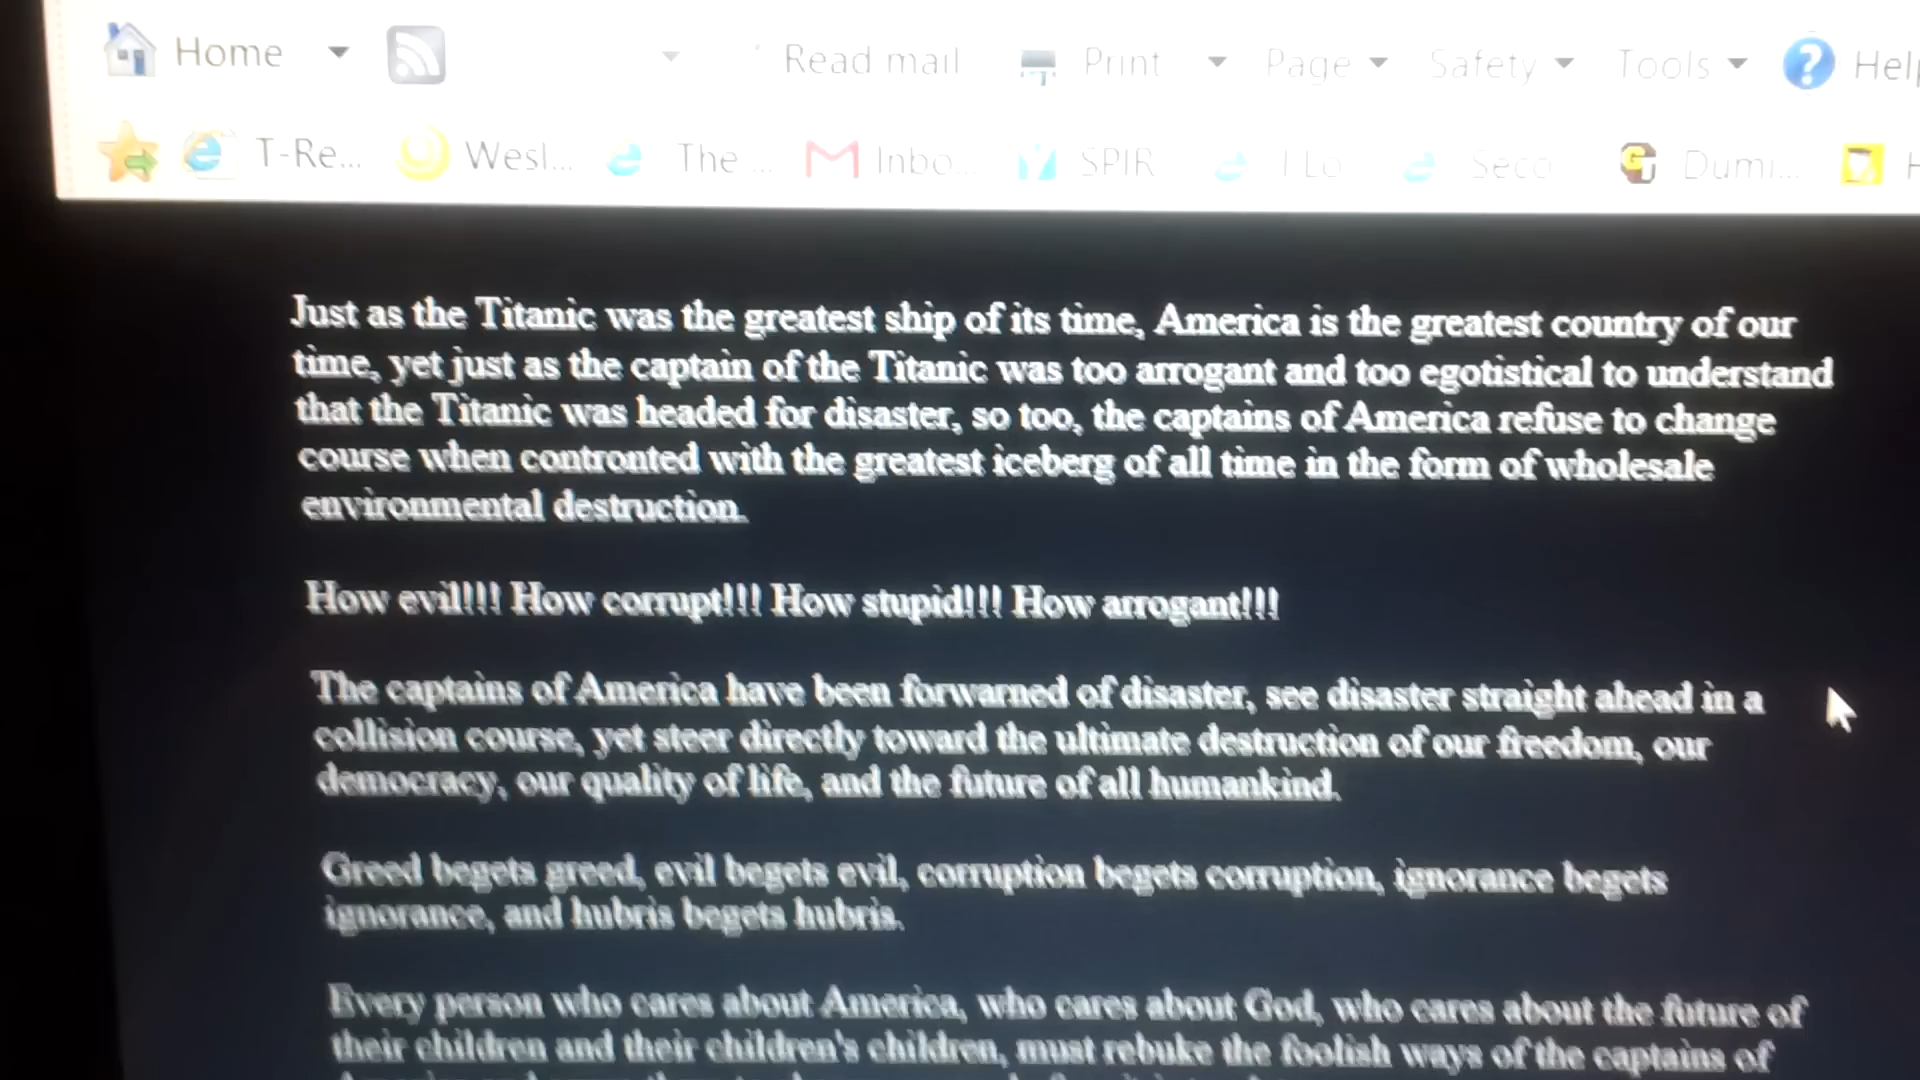 Home Read mail Print Page Safety Tools Help
T-Re... Wesl... The ... Inbo... SPIR I Lo Seco Dumi... H
Just as the Titanic was the greatest ship of its time, America is the greatest country of our
time, yet just as the captain of the Titanic was too arrogant and too egotistical to understand
that the Titanic was headed for disaster, so too, the captains of America refuse to change
course when contronted with the greatest iceberg of all time in the form of wholesale
environmental destruction.
How evil!!! How corrupt!!! How stupid!!! How arrogant!!!
The captains of America have been forwarned of disaster, see disaster straight ahead in a
collision course, yet steer directly toward the ultimate destruction of our freedom, our
democracy, our quality of life, and the future of all humankind.
Greed begets greed, evil begets evil, corruption begets corruption, ignorance begets
ignorance, and hubris begets hubris.
Every person who cares about America, who cares about God, who cares about the future of
their children and their children's children, must rebuke the foolish ways of the captains of